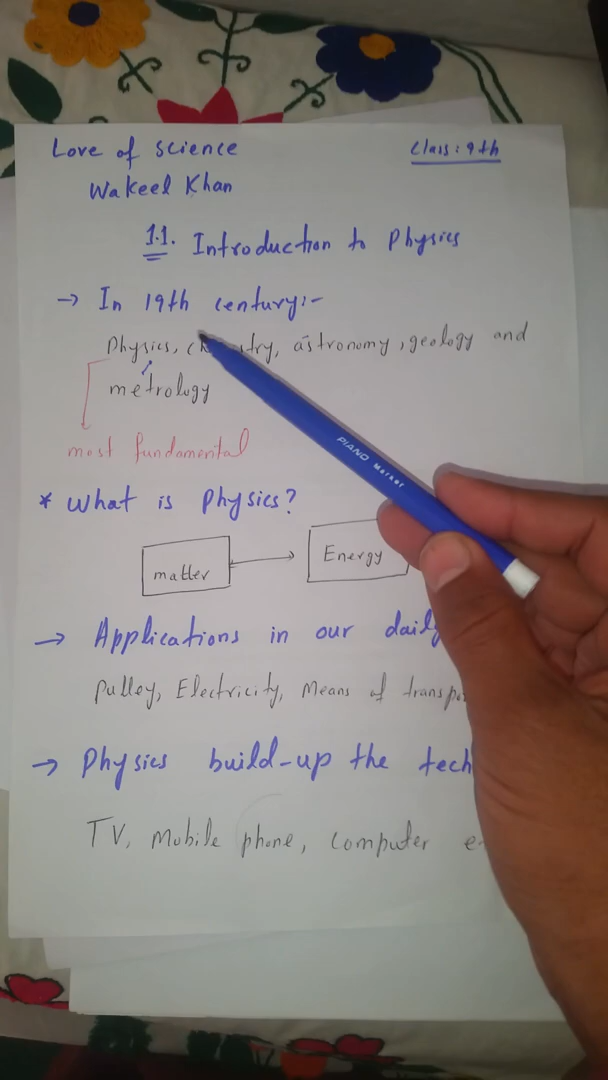 Love of science
Class: 9th
Wakeel Khan
1.1. Introduction to Physics
→ In 19th century:-
Physics, astronomy, geology and
metrology
most fundamental
* What is Physics?
matter
Energy
→ Applications in our daily
Pulley, Electricity, Means of
→ Physics build-up the
TV, Mobile phone, Computer
PIANO Marker